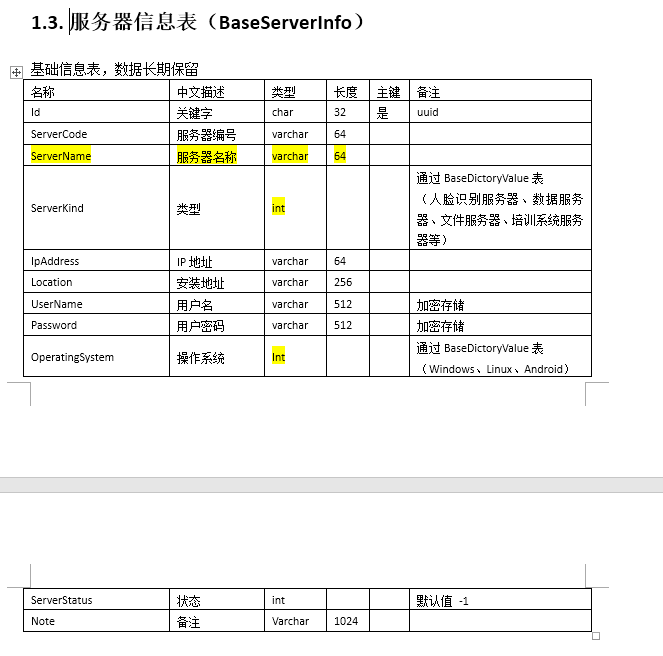 1.3. 服务器信息表（BaseServerInfo）
基础信息表，数据长期保留
名称 中文描述 类型 长度 主键 备注
Id 关键字 char 32 是 uuid
ServerCode 服务器编号 varchar 64
ServerName 服务器名称 varchar 64
ServerKind 类型 int 通过 BaseDictoryValue 表
（人脸识别服务器、数据服务
器、文件服务器、培训系统服务
器等）
IpAddress IP 地址 varchar 64
Location 安装地址 varchar 256
UserName 用户名 varchar 512 加密存储
Password 用户密码 varchar 512 加密存储
OperatingSystem 操作系统 Int 通过 BaseDictoryValue 表
（Windows、Linux、Android）
ServerStatus 状态 int 默认值 -1
Note 备注 Varchar 1024